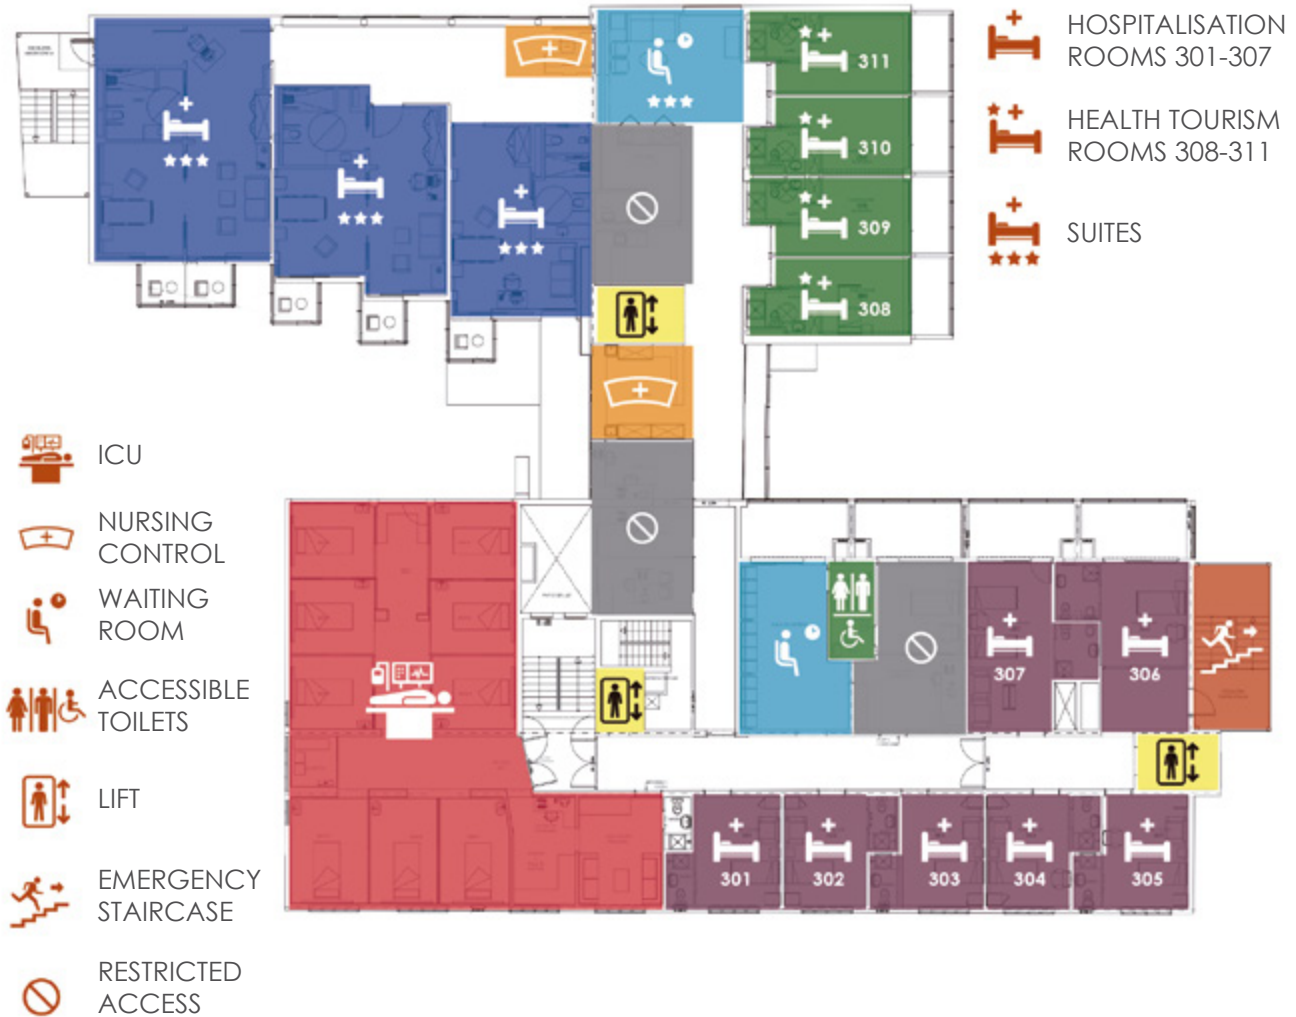 HOSPITALISATION
ROOMS 301-307
HEALTH TOURISM
ROOMS 308-311
SUITES
311
310
309
308
ICU
NURSING
CONTROL
WAITING
ROOM
ACCESSIBLE
TOILETS
LIFT
EMERGENCY
STAIRCASE
RESTRICTED
ACCESS
307
306
301
302
303
304
305